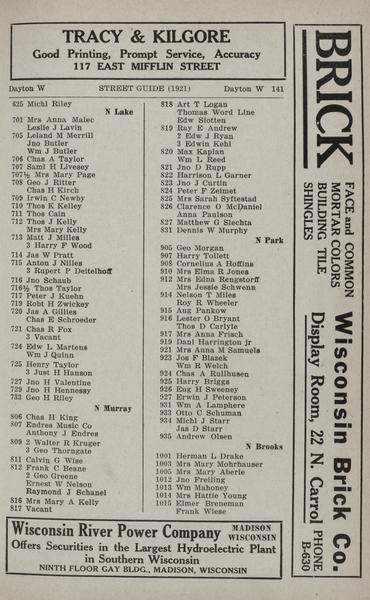 TRACY & KILGORE
Good Printing, Prompt Service, Accuracy
117 EAST MIFFLIN STREET
Dayton W STREET GUIDE (1921) Dayton W 141
625 Michl Riley
N Lake
701 Mrs Anna Malec
Leslie J Lavin
705 Leland M Merrill
Jno Butler
Wm J Butler
706 Chas A Taylor
707 Saml H Livesey
707½ Mrs Mary Page
708 Geo J Ritter
Chas H Kirch
709 Irwin C Newby
710 Thos K Kelley
711 Thos Cain
712 Thos J Kelly
Mrs Mary Kelly
713 Matt J Milles
3 Harry F Wood
714 Jas W Pratt
715 Anton J Nilles
3 Rupert P Deitelhoff
716 Jno Schaub
716½ Thos Taylor
717 Peter J Kuehn
719 Robt H Zwickey
720 Jas A Gillies
Chas E Schroeder
721 Chas R Fox
3 Vacant
724 Edw L Martens
Wm J Quinn
725 Henry Taylor
3 Just H Hanson
727 Jno H Valentine
729 Jno H Hennessy
733 Geo H Riley
N Murray
806 Chas H King
807 Endres Music Co
Anthony J Endres
809 2 Walter R Kruger
3 Geo Thorngate
811 Calvin G Wise
812 Frank C Beane
2 Geo Greene
Ernest W Nelson
Raymond J Schanel
816 Mrs Mary A Kelly
817 Vacant
818 Art T Logan
Thomas Word Line
Edw Slotten
819 Ray E Andrew
2 Edw J Ryan
3 Edwin Kehl
820 Max Kaplan
Wm L Reed
821 Jno D Rupp
822 Harrison L Garner
823 Jno J Curtin
824 Peter F Zelmet
825 Mrs Sarah Syftestad
826 Clarence O McDaniel
Anna Paulson
827 Matthew G Slechta
831 Dennis W Murphy
N Park
905 Geo Morgan
907 Harry Tollett
908 Cornelius A Hoffins
910 Mrs Elma R Jones
912 Mrs Edna Rengstorff
Mrs Jessie Schwenn
914 Nelson T Miles
Roy R Wheeler
915 Aug Pankow
916 Lester O Bryant
Thos D Carlyle
917 Mrs Anna Frisch
919 Danl Harrington jr
921 Mrs Anna M Samuels
923 Jos F Blazek
Wm R Welch
924 Chas A Rullhusen
925 Harry Briggs
926 Eug H Sweeney
927 Erwin J Peterson
931 Wm A Lamphere
933 Otto C Schuman
934 Michl J Starr
Jas D Starr
935 Andrew Olsen
N Brooks
1001 Herman L Drake
1003 Mrs Mary Mohrhauser
1005 Mrs Mary Aberle
1012 Jno Freiling
1013 Wm Mahoney
1014 Mrs Hattie Young
1015 Elmer Breneman
Frank Wiese
BRICK
FACE and COMMON
MORTAR COLORS
BUILDING TILE
SHINGLES
Wisconsin Brick Co.
Display Room, 22 N. Carrol
PHONE
B-630
Wisconsin River Power Company
MADISON
WISCONSIN
Offers Securities in the Largest Hydroelectric Plant
in Southern Wisconsin
NINTH FLOOR GAY BLDG., MADISON, WISCONSIN